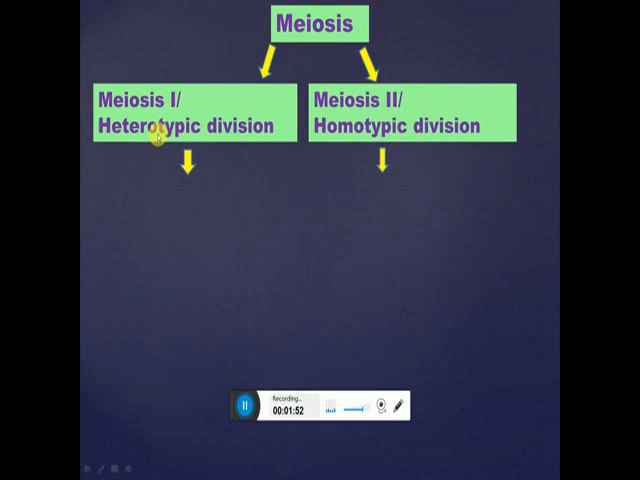 Meiosis
Meiosis I/
Heterotypic division
Meiosis II/
Homotypic division
Recording...
00:01:52